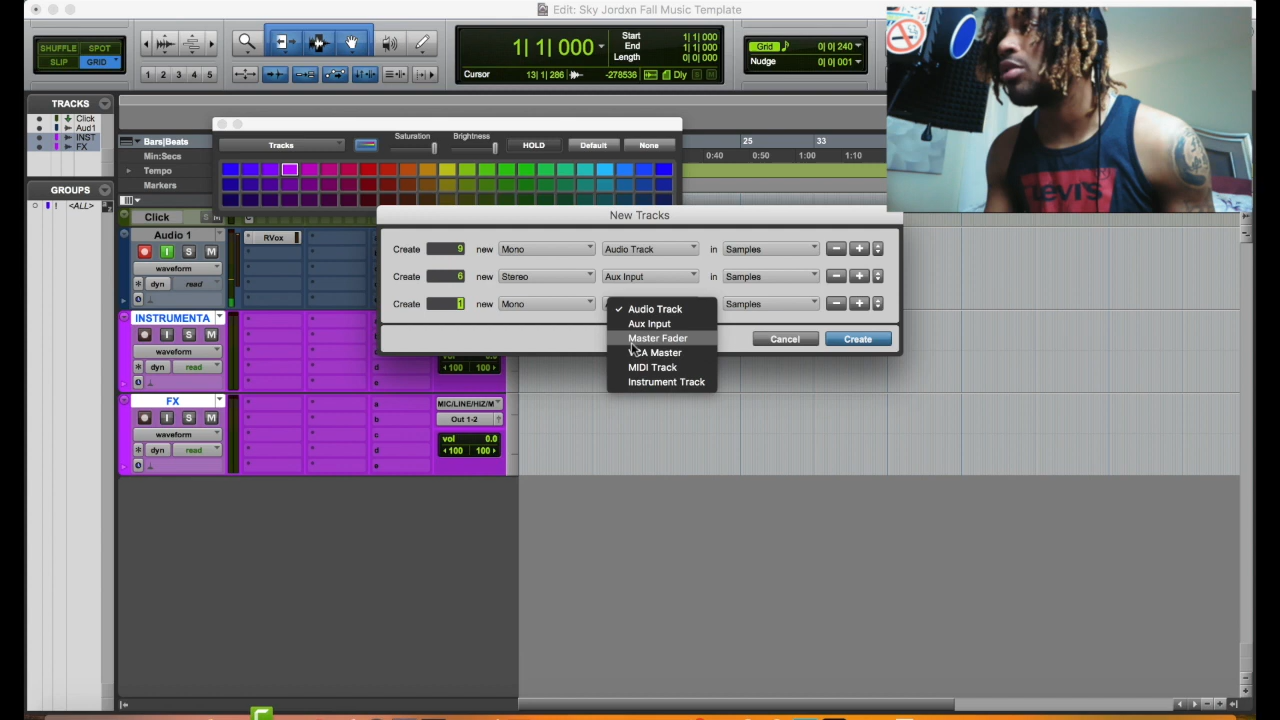 Edit: Sky Jordxn Fall Music Template
SHUFFLE SPOT
SLIP GRID
1 2 3 4 5
1| 1| 000
Start 1| 1| 000
End 1| 1| 000
Length 0| 0| 000
Cursor 13| 1| 286 -278536 Dly S M
Grid 0| 0| 240
Nudge 0| 0| 001
TRACKS
Click
Aud1
INST
FX
GROUPS
! <ALL>
Tracks
Saturation
Brightness
HOLD
Default
None
Bars|Beats
25
33
Min:Secs
0:40
0:50
1:00
1:10
Tempo
Markers
New Tracks
Create 9 new Mono Audio Track in Samples
Create 6 new Stereo Aux Input in Samples
Create 1 new Mono Samples
Audio Track
Aux Input
Master Fader
VCA Master
MIDI Track
Instrument Track
Cancel
Create
Click
S M
Audio 1
RVox
I S M
waveform
dyn read
INSTRUMENTA
I S M
waveform
dyn read
vol 0.0
100 100
FX
a
MIC/LINE/HIZ/M
I S M
b
Out 1-2
waveform
c
vol 0.0
dyn read
d
100 100
e
LEVI'S